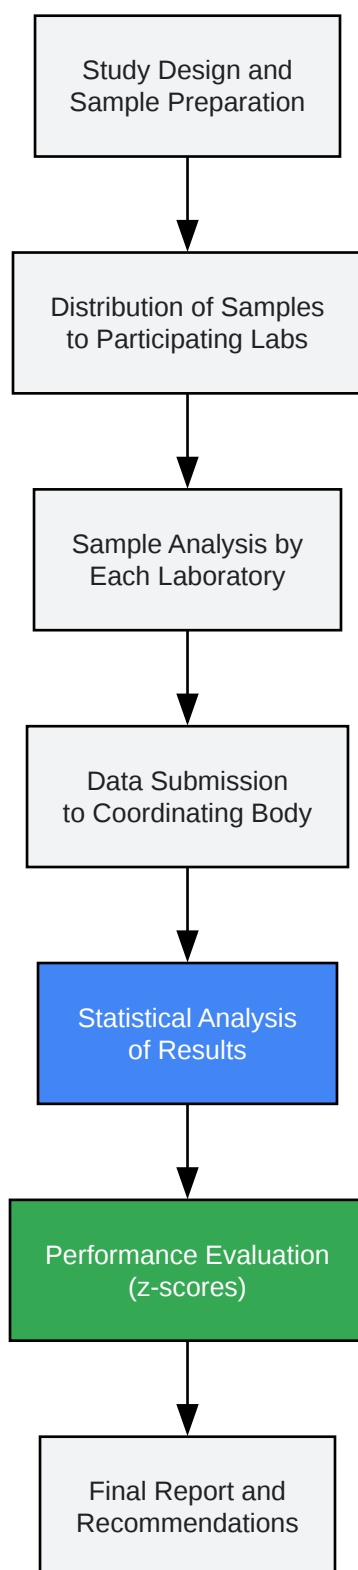 Study Design and
Sample Preparation
Distribution of Samples
to Participating Labs
Sample Analysis by
Each Laboratory
Data Submission
to Coordinating Body
Statistical Analysis
of Results
Performance Evaluation
(z-scores)
Final Report and
Recommendations